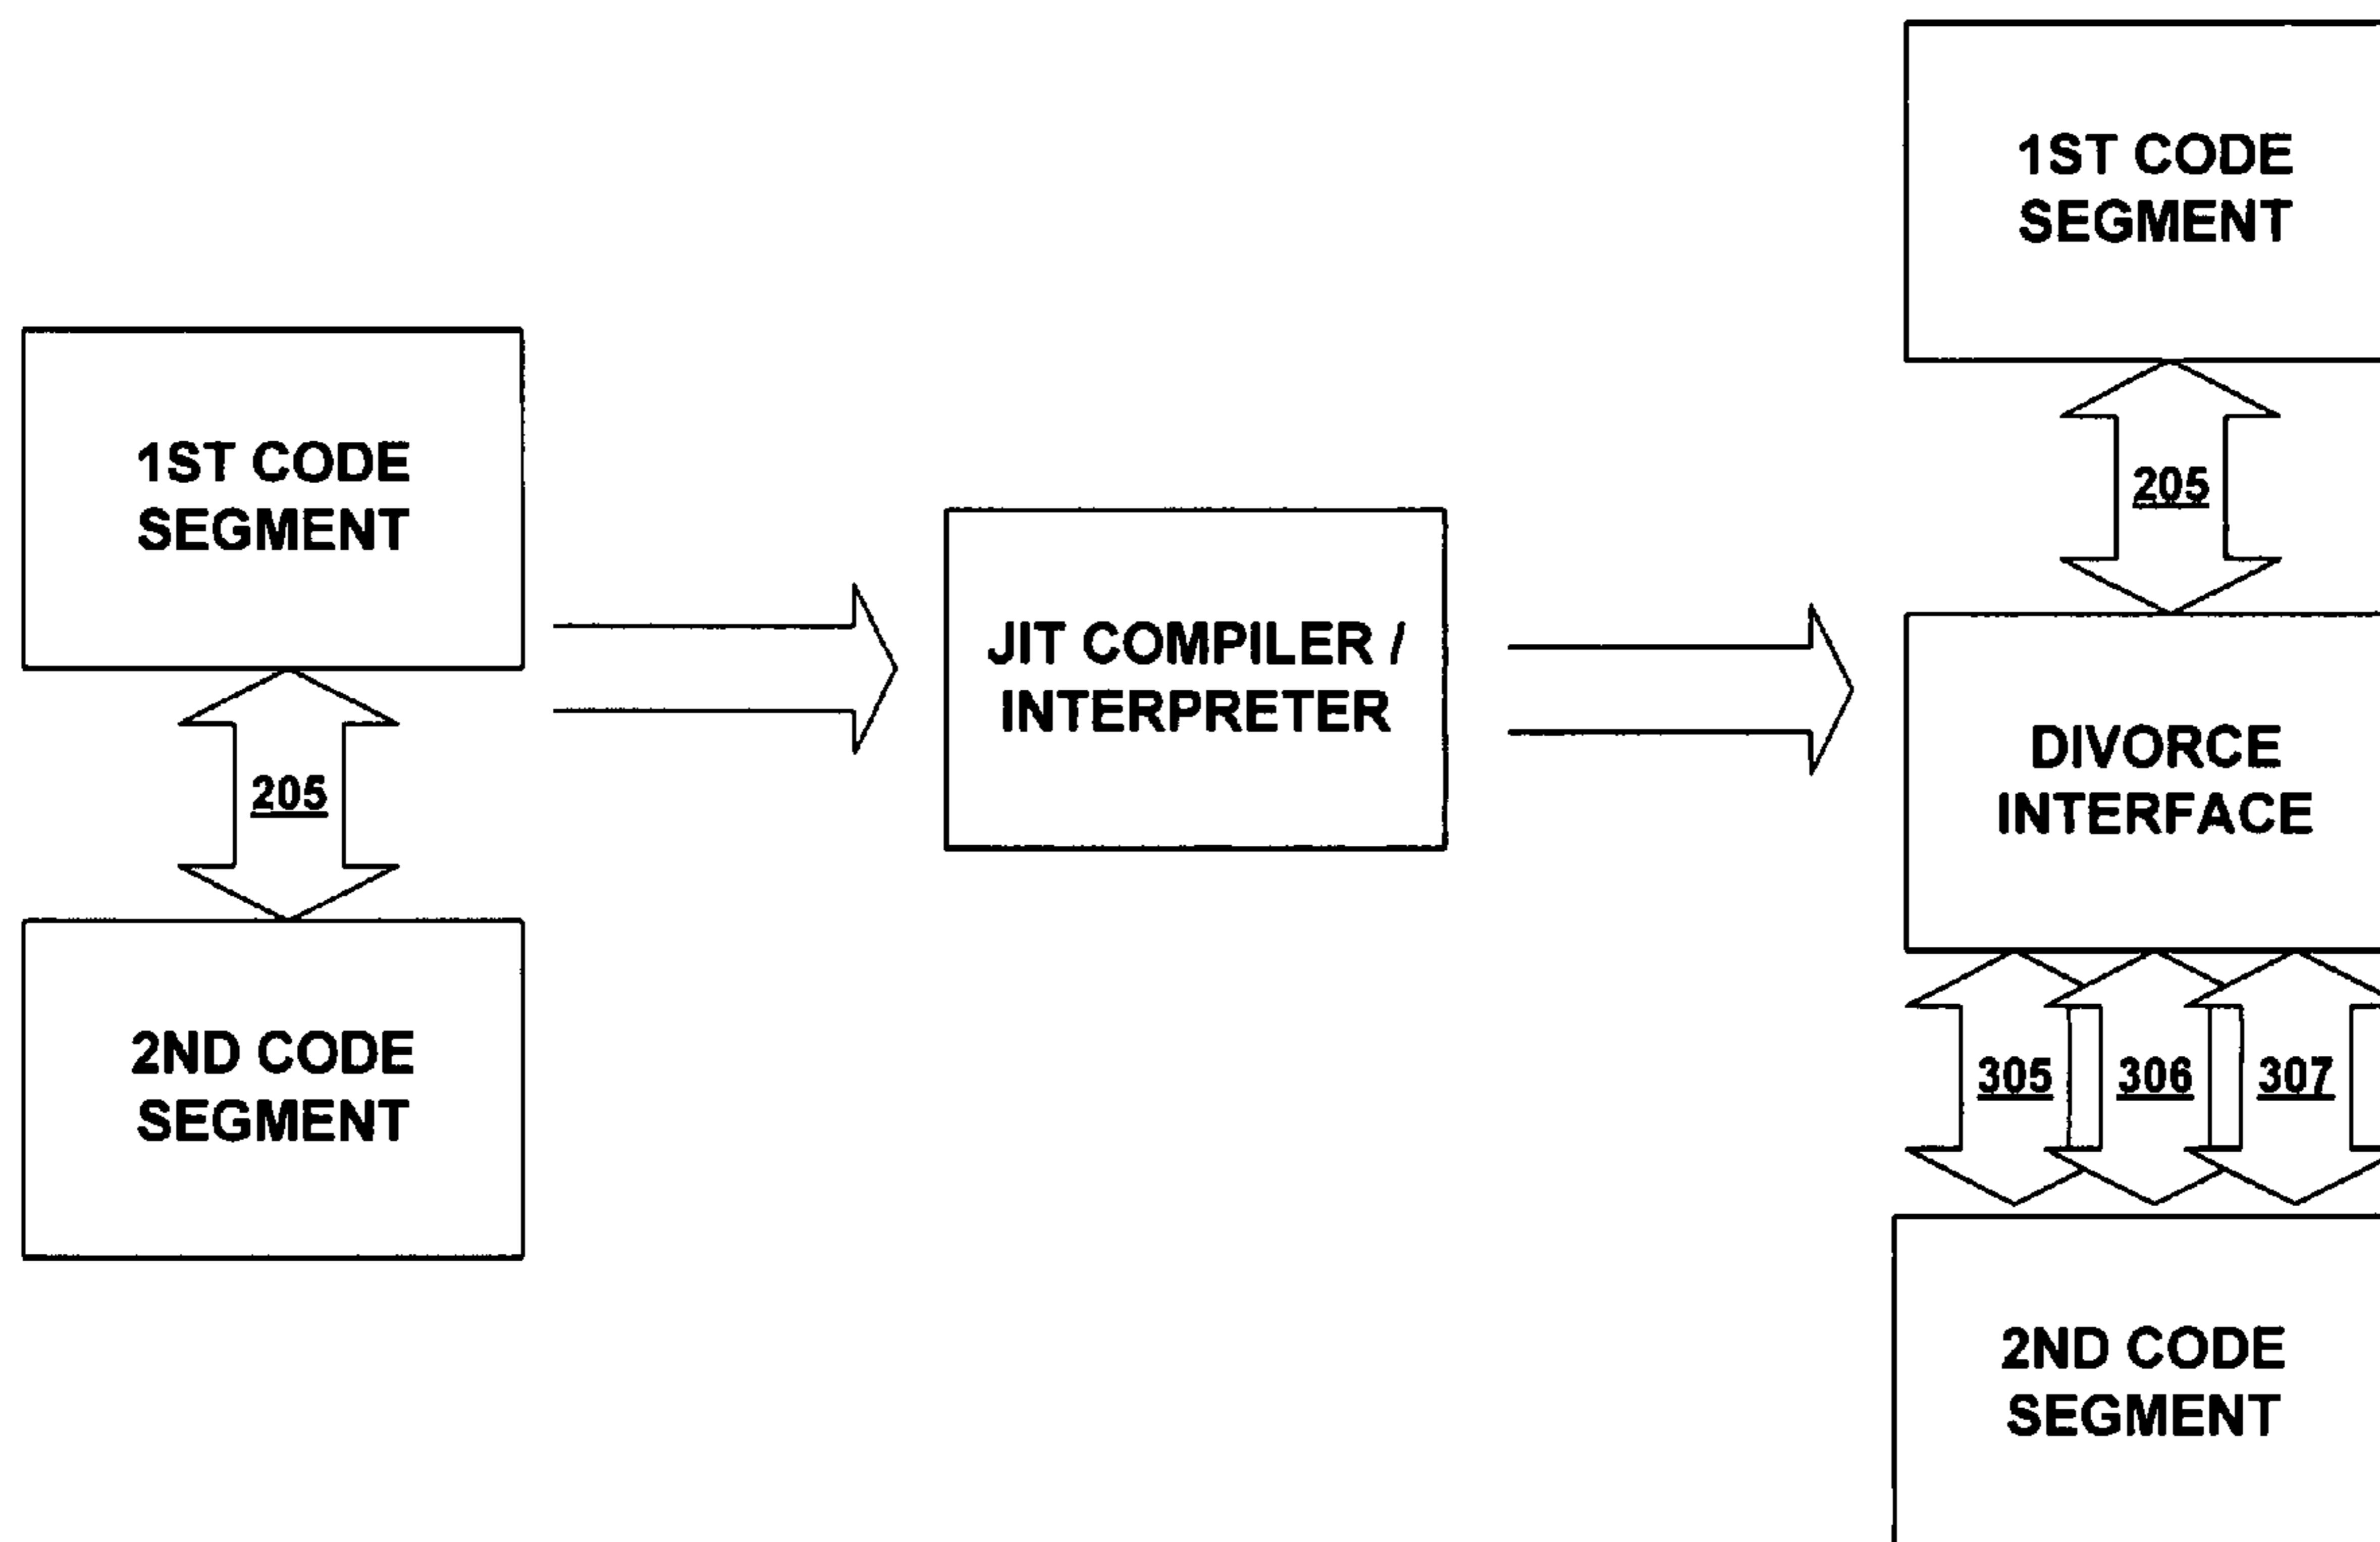 1ST CODE
SEGMENT
205
2ND CODE
SEGMENT
JIT COMPILER /
INTERPRETER
1ST CODE
SEGMENT
205
DIVORCE
INTERFACE
305 306 307
2ND CODE
SEGMENT